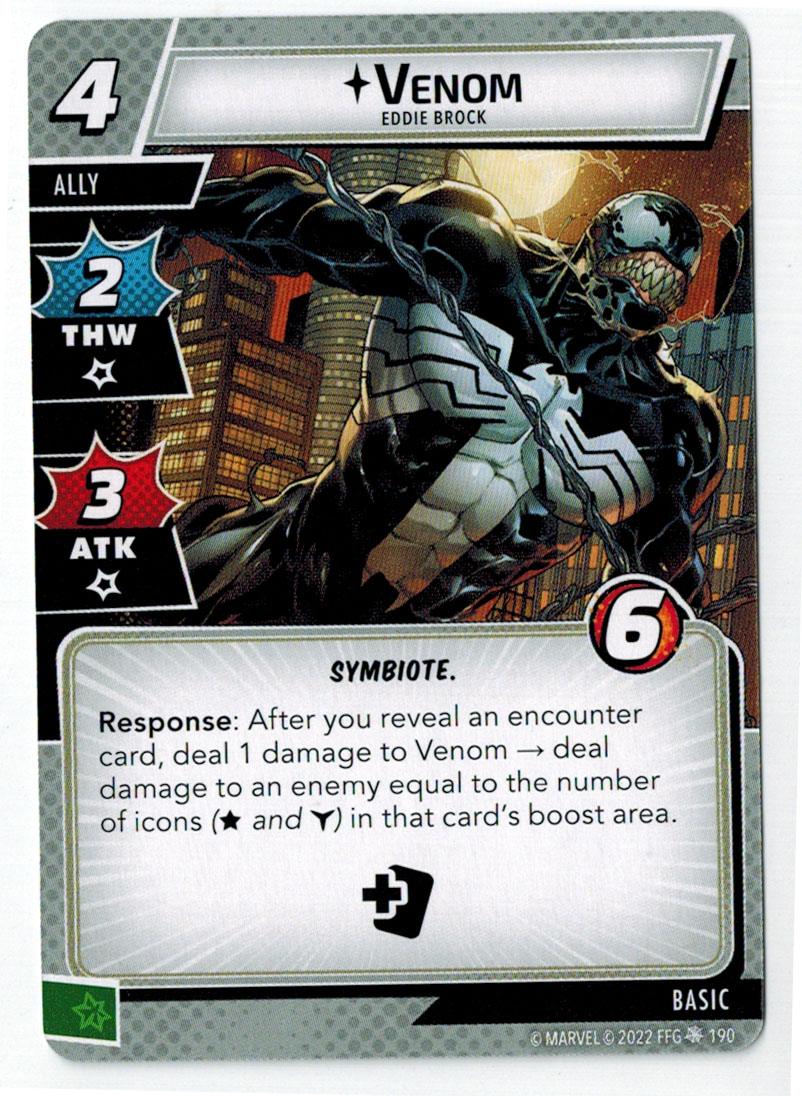 4
VENOM
EDDIE BROCK
ALLY
2
THW
3
ATK
6
SYMBIOTE.
Response: After you reveal an encounter
card, deal 1 damage to Venom → deal
damage to an enemy equal to the number
of icons (★ and ) in that card's boost area.
BASIC
© MARVEL © 2022 FFG 190